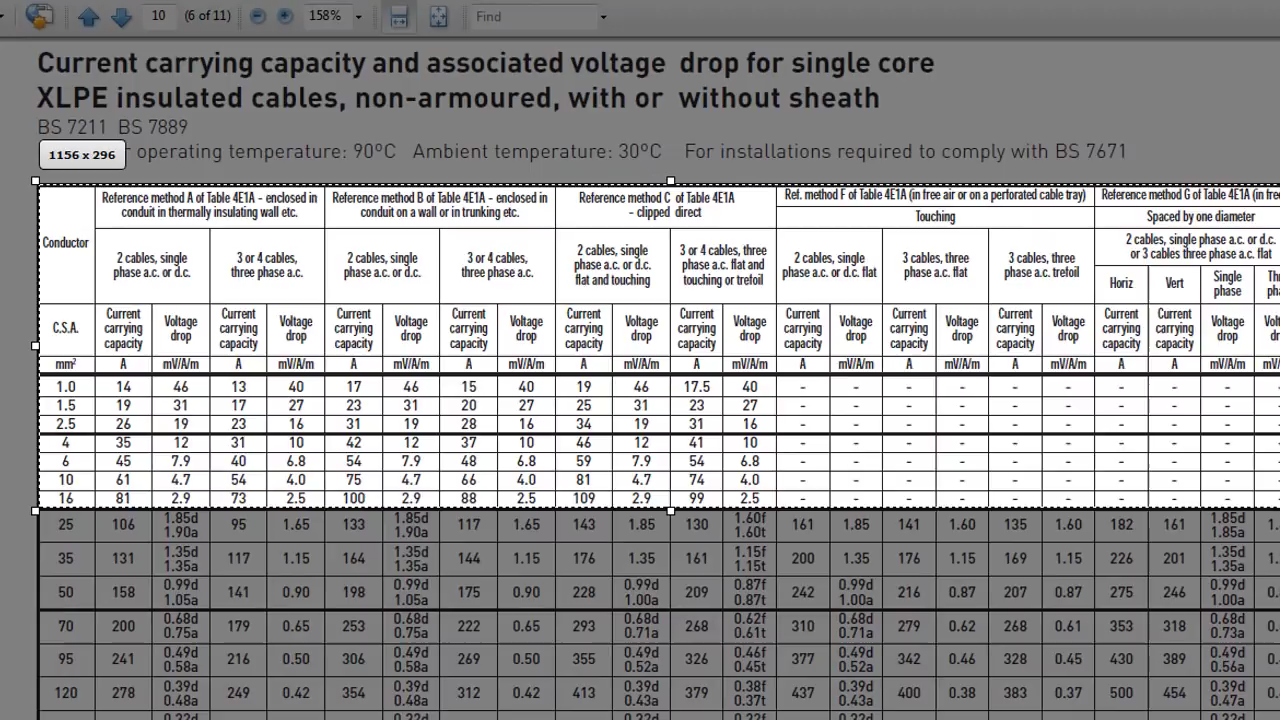 10 (6 of 11) 158% Find
Current carrying capacity and associated voltage drop for single core
XLPE insulated cables, non-armoured, with or without sheath
BS 7211 BS 7889
1156 x 296
operating temperature: 90ºC Ambient temperature: 30ºC For installations required to comply with BS 7671
Reference method A of Table 4E1A - enclosed in conduit in thermally insulating wall etc. Reference method B of Table 4E1A - enclosed in conduit on a wall or in trunking etc. Reference method C of Table 4E1A - clipped direct Ref. method F of Table 4E1A (in free air or on a perforated cable tray) Reference method G of Table 4E1A (in
Touching Spaced by one diameter
Conductor 2 cables, single phase a.c. or d.c. 3 or 4 cables, three phase a.c. 2 cables, single phase a.c. or d.c. 3 or 4 cables, three phase a.c. 2 cables, single phase a.c. or d.c. flat and touching 3 or 4 cables, three phase a.c. flat and touching or trefoil 2 cables, single phase a.c. or d.c. flat 3 cables, three phase a.c. flat 3 cables, three phase a.c. trefoil 2 cables, single phase a.c. or d.c. or 3 cables three phase a.c. flat
Horiz Vert Single phase
C.S.A. Current carrying capacity Voltage drop Current carrying capacity Voltage drop Current carrying capacity Voltage drop Current carrying capacity Voltage drop Current carrying capacity Voltage drop Current carrying capacity Voltage drop Current carrying capacity Voltage drop Current carrying capacity Voltage drop Current carrying capacity Voltage drop Current carrying capacity Current carrying capacity Voltage drop
mm² A mV/A/m A mV/A/m A mV/A/m A mV/A/m A mV/A/m A mV/A/m A mV/A/m A mV/A/m A mV/A/m A A mV/A/m
1.0 14 46 13 40 17 46 15 40 19 46 17.5 40 - - - - - - - - -
1.5 19 31 17 27 23 31 20 27 25 31 23 27 - - - - - - - - -
2.5 26 19 23 16 31 19 28 16 34 19 31 16 - - - - - - - - -
4 35 12 31 10 42 12 37 10 46 12 41 10 - - - - - - - - -
6 45 7.9 40 6.8 54 7.9 48 6.8 59 7.9 54 6.8 - - - - - - - - -
10 61 4.7 54 4.0 75 4.7 66 4.0 81 4.7 74 4.0 - - - - - - - - -
16 81 2.9 73 2.5 100 2.9 88 2.5 109 2.9 99 2.5 - - - - - - - - -
25 106 1.85d 1.90a 95 1.65 133 1.85d 1.90a 117 1.65 143 1.85 130 1.60f 1.60t 161 1.85 141 1.60 135 1.60 182 161 1.85d 1.85a
35 131 1.35d 1.35a 117 1.15 164 1.35d 1.35a 144 1.15 176 1.35 161 1.15f 1.15t 200 1.35 176 1.15 169 1.15 226 201 1.35d 1.35a
50 158 0.99d 1.05a 141 0.90 198 0.99d 1.05a 175 0.90 228 0.99d 1.00a 209 0.87f 0.87t 242 0.99d 1.00a 216 0.87 207 0.87 275 246 0.99d 1.00a
70 200 0.68d 0.75a 179 0.65 253 0.68d 0.75a 222 0.65 293 0.68d 0.71a 268 0.62f 0.61t 310 0.68d 0.71a 279 0.62 268 0.61 353 318 0.68d 0.73a
95 241 0.49d 0.58a 216 0.50 306 0.49d 0.58a 269 0.50 355 0.49d 0.52a 326 0.46f 0.45t 377 0.49d 0.52a 342 0.46 328 0.45 430 389 0.49d 0.56a
120 278 0.39d 0.48a 249 0.42 354 0.39d 0.48a 312 0.42 413 0.39d 0.43a 379 0.38f 0.37t 437 0.39d 0.43a 400 0.38 383 0.37 500 454 0.39d 0.47a